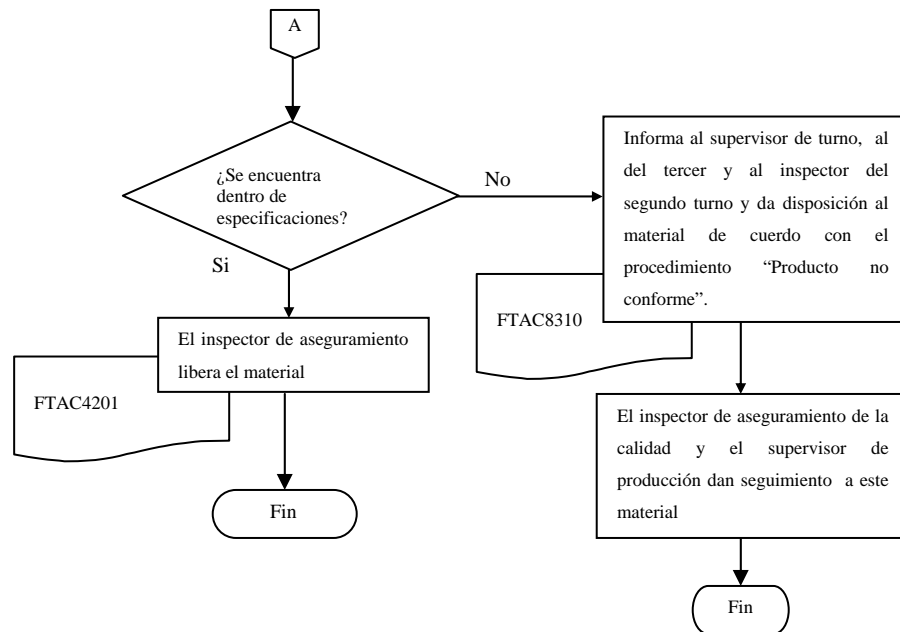 A
¿Se encuentra
dentro de
especificaciones?
No
Si
Informa al supervisor de turno, al
del tercer y al inspector del
segundo turno y da disposición al
material de cuerdo con el
procedimiento “Producto no
conforme”.
FTAC8310
El inspector de aseguramiento
libera el material
FTAC4201
Fin
El inspector de aseguramiento de la
calidad y el supervisor de
producción dan seguimiento a este
material
Fin